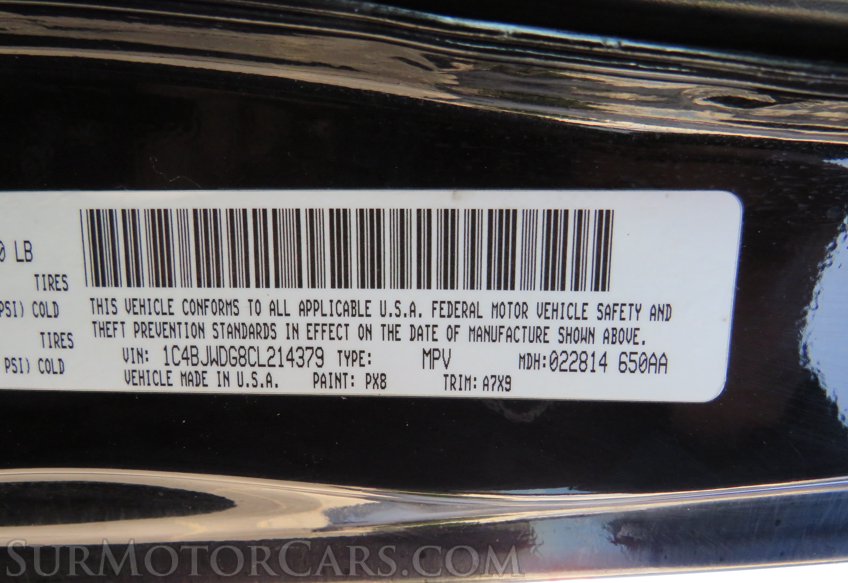 0 LB
TIRES
PSI) COLD
TIRES
PSI) COLD
THIS VEHICLE CONFORMS TO ALL APPLICABLE U.S.A. FEDERAL MOTOR VEHICLE SAFETY AND
THEFT PREVENTION STANDARDS IN EFFECT ON THE DATE OF MANUFACTURE SHOWN ABOVE.
VIN: 1C4BJWDG8CL214379 TYPE: MPV MDH:022814 650AA
VEHICLE MADE IN U.S.A. PAINT: PX8 TRIM: A7X9
SURMOTORCARS.COM